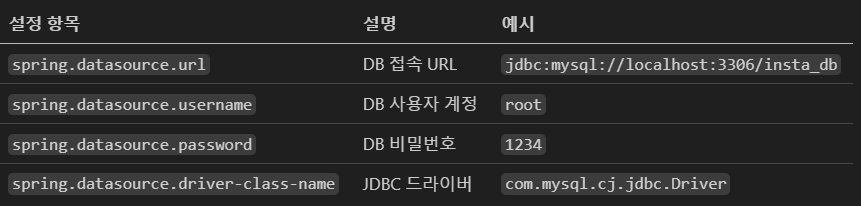 설정 항목 설명 예시
spring.datasource.url DB 접속 URL jdbc:mysql://localhost:3306/insta_db
spring.datasource.username DB 사용자 계정 root
spring.datasource.password DB 비밀번호 1234
spring.datasource.driver-class-name JDBC 드라이버 com.mysql.cj.jdbc.Driver